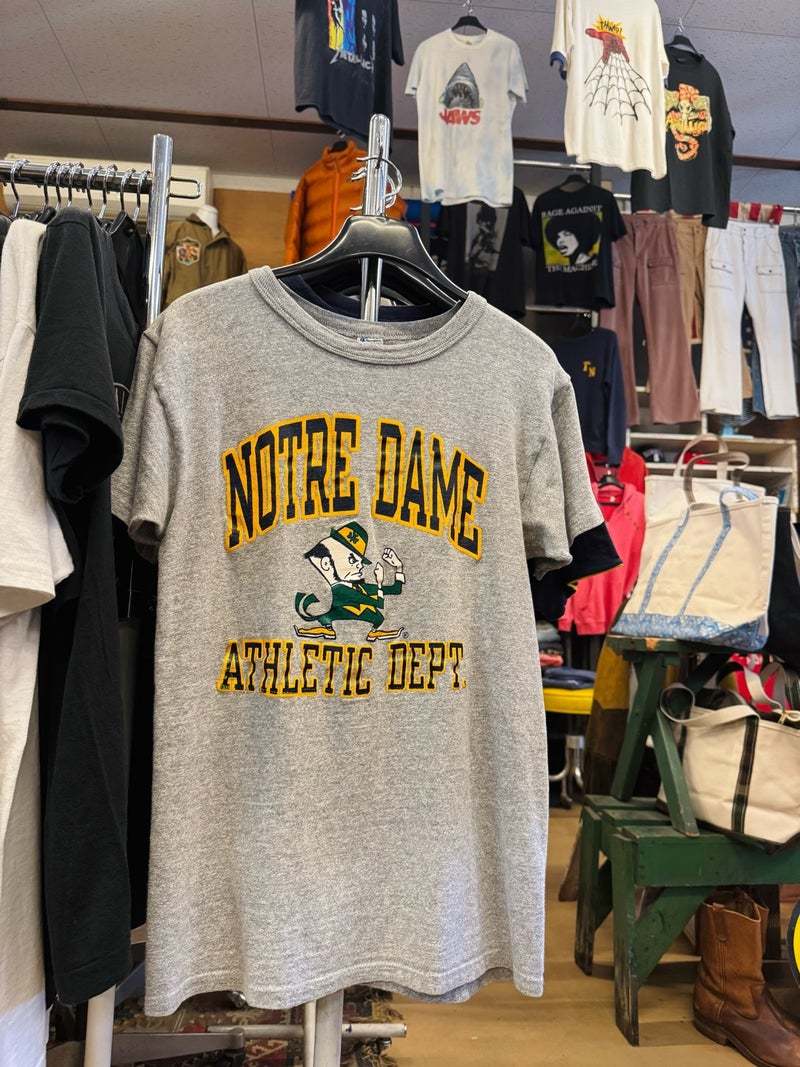 JAWS
RAGE AGAINST
THE MACHINE
NOTRE DAME
ATHLETIC DEPT.